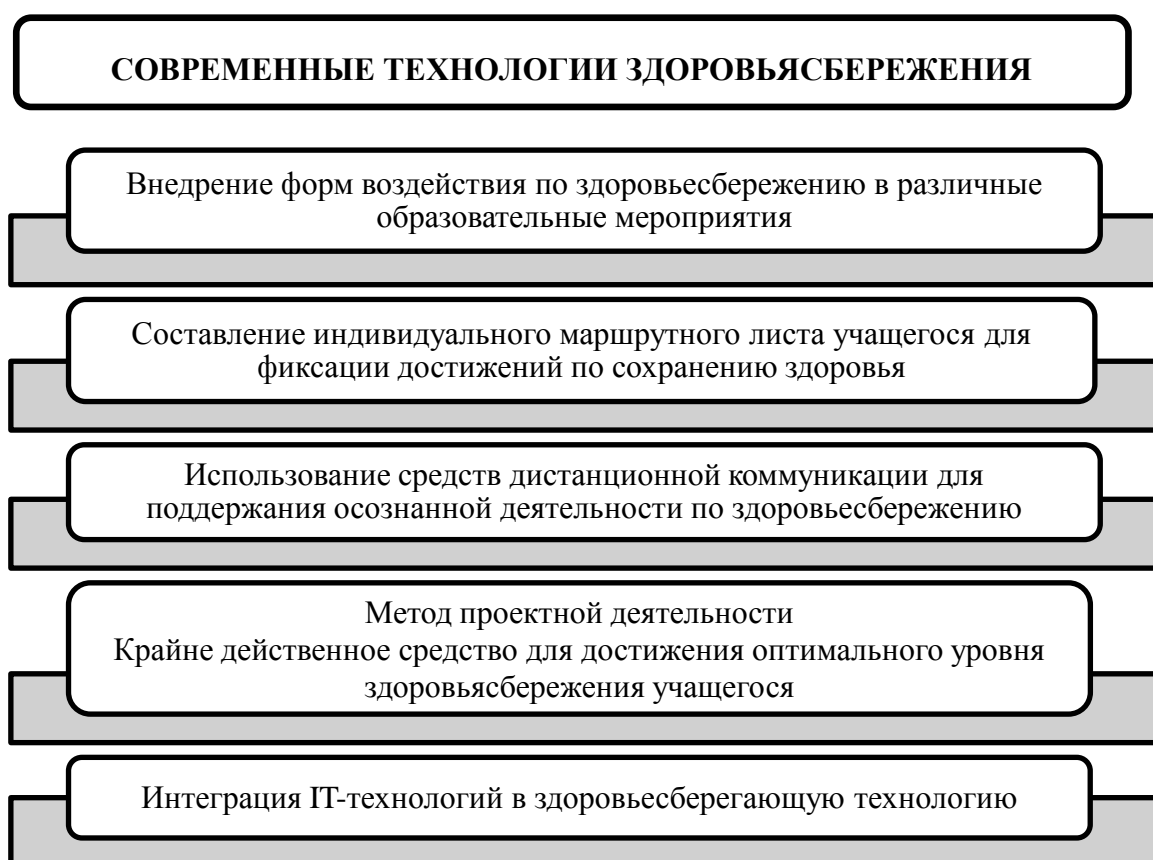 СОВРЕМЕННЫЕ ТЕХНОЛОГИИ ЗДОРОВЬЯСБЕРЕЖЕНИЯ
Внедрение форм воздействия по здоровьесбережению в различные
образовательные мероприятия
Составление индивидуального маршрутного листа учащегося для
фиксации достижений по сохранению здоровья
Использование средств дистанционной коммуникации для
поддержания осознанной деятельности по здоровьесбережению
Метод проектной деятельности
Крайне действенное средство для достижения оптимального уровня
здоровьясбережения учащегося
Интеграция IT-технологий в здоровьесберегающую технологию